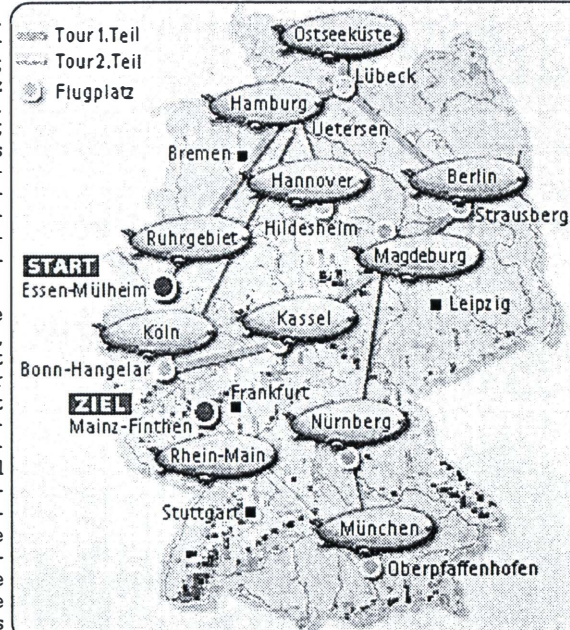 Tour 1.Teil
Tour 2.Teil
Flugplatz
Ostseeküste
Lübeck
Hamburg
Uetersen
Bremen
Hannover
Berlin
Hildesheim
Strausberg
Ruhrgebiet
Magdeburg
START
Essen-Mülheim
Leipzig
Köln
Kassel
Bonn-Hangelar
ZIEL
Frankfurt
Mainz-Finthen
Nürnberg
Rhein-Main
Stuttgart
München
Oberpfaffenhofen